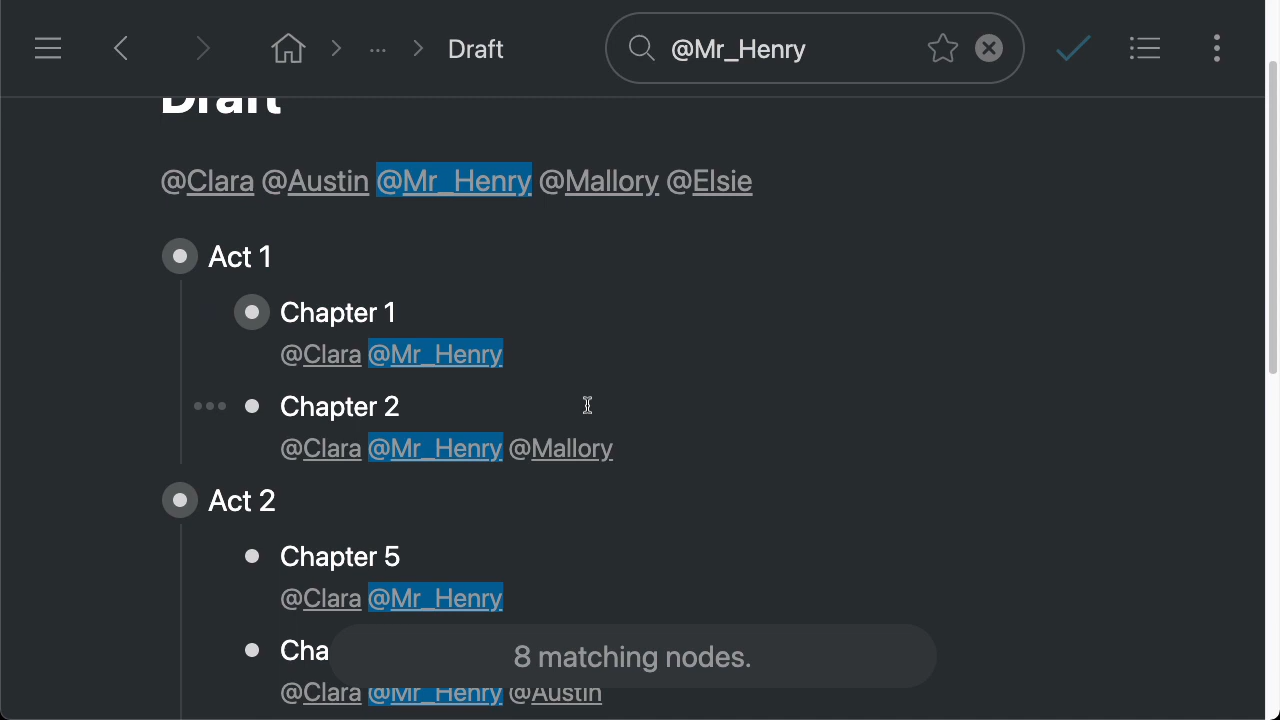 ... Draft @Mr_Henry
Draft
@Clara @Austin @Mr_Henry @Mallory @Elsie
Act 1
Chapter 1
@Clara @Mr_Henry
Chapter 2
@Clara @Mr_Henry @Mallory
Act 2
Chapter 5
@Clara @Mr_Henry
Cha
8 matching nodes.
@Clara @Mr_Henry @Austin